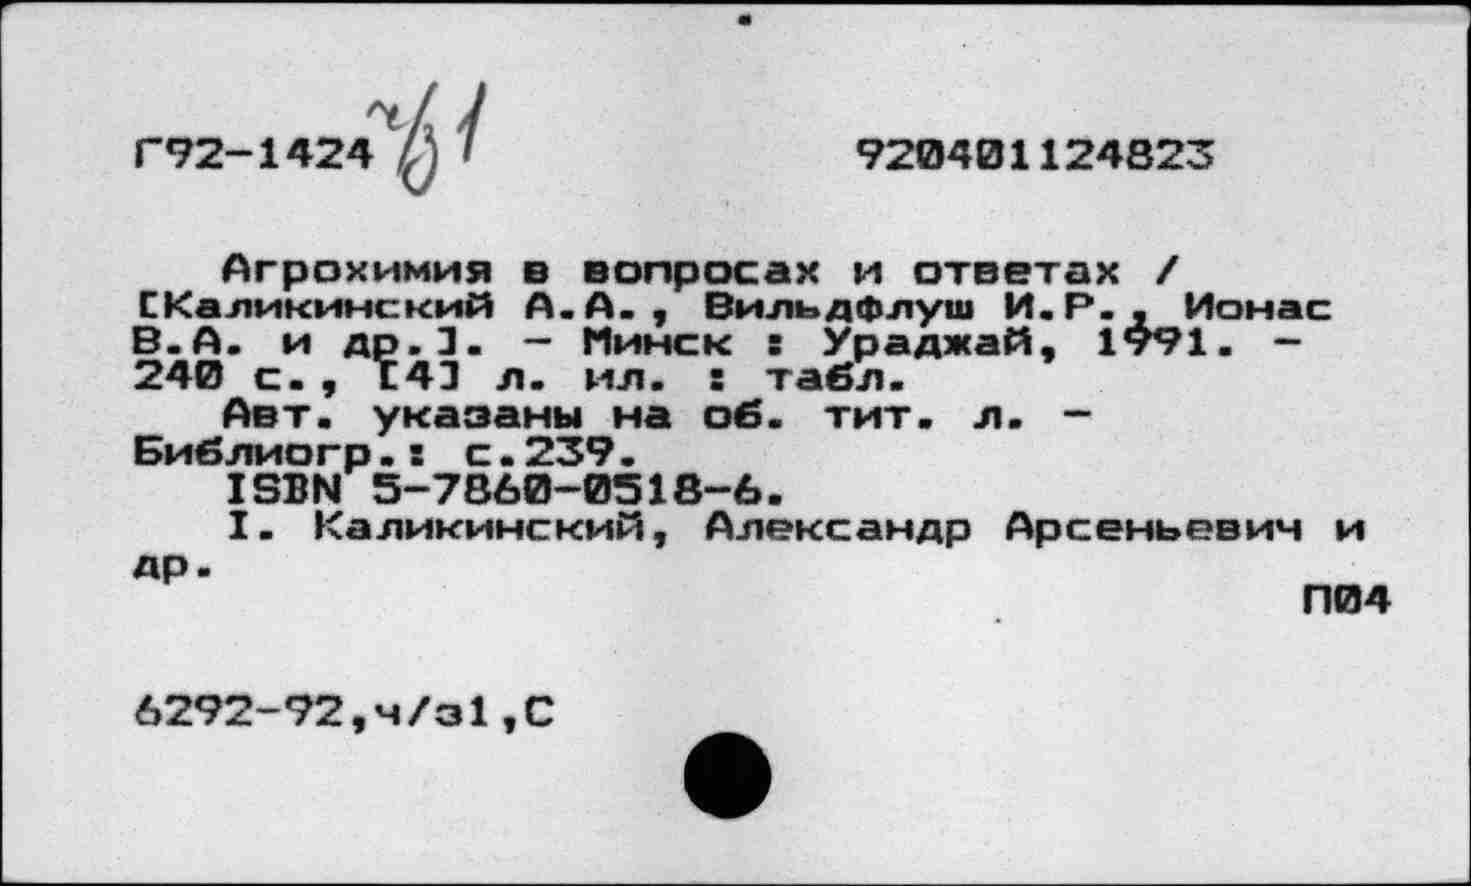 Г92-1424 ч/з1 920401124823
Агрохимия в вопросах и ответах /
[Каликинский А.А., Вильдфлуш И.Р., Ионас
В.А. и др.]. - Минск : Ураджай, 1991. -
240 с., [4] л. ил. : табл.
Авт. указаны на об. тит. л. -
Библиогр.: с.239.
ISBN 5-7860-0518-6.
I. Каликинский, Александр Арсеньевич и
др.
П04
6292-92,ч/з1,С